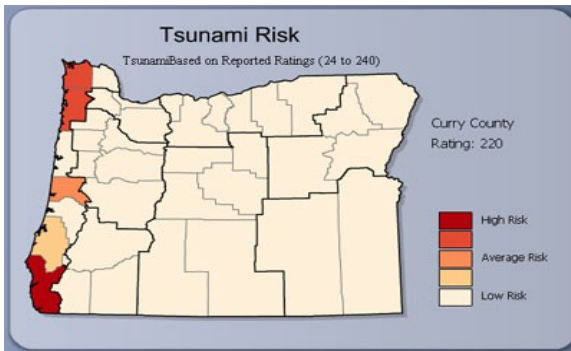 Tsunami Risk
TsunamiBased on Reported Ratings (24 to 240)
Curry County
Rating: 220
High Risk
Average Risk
Low Risk